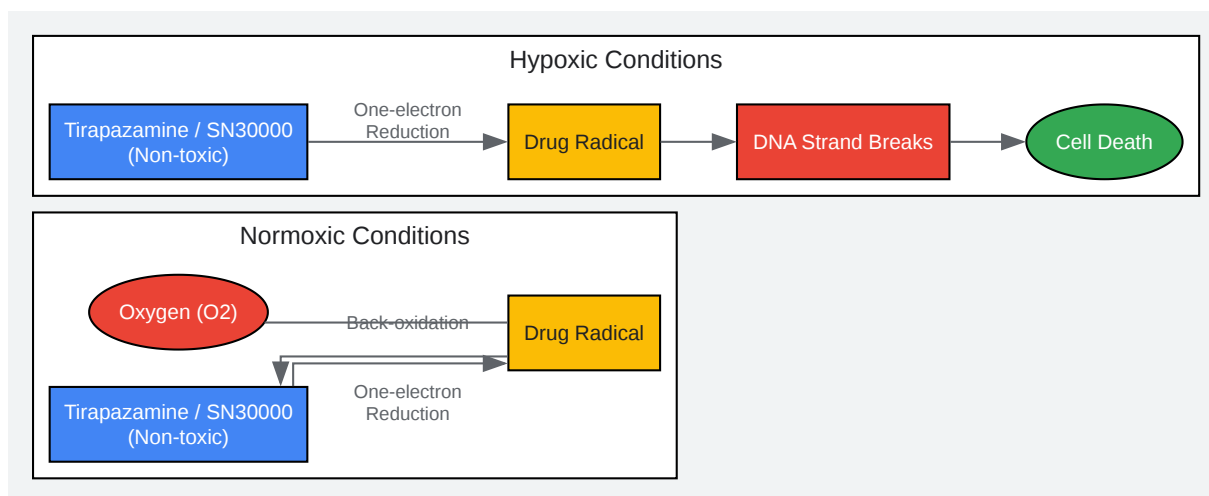 Hypoxic Conditions
Tirapazamine / SN30000
(Non-toxic)
One-electron
Reduction
Drug Radical
DNA Strand Breaks
Cell Death
Normoxic Conditions
Oxygen (O2)
Back-oxidation
Drug Radical
Tirapazamine / SN30000
(Non-toxic)
One-electron
Reduction